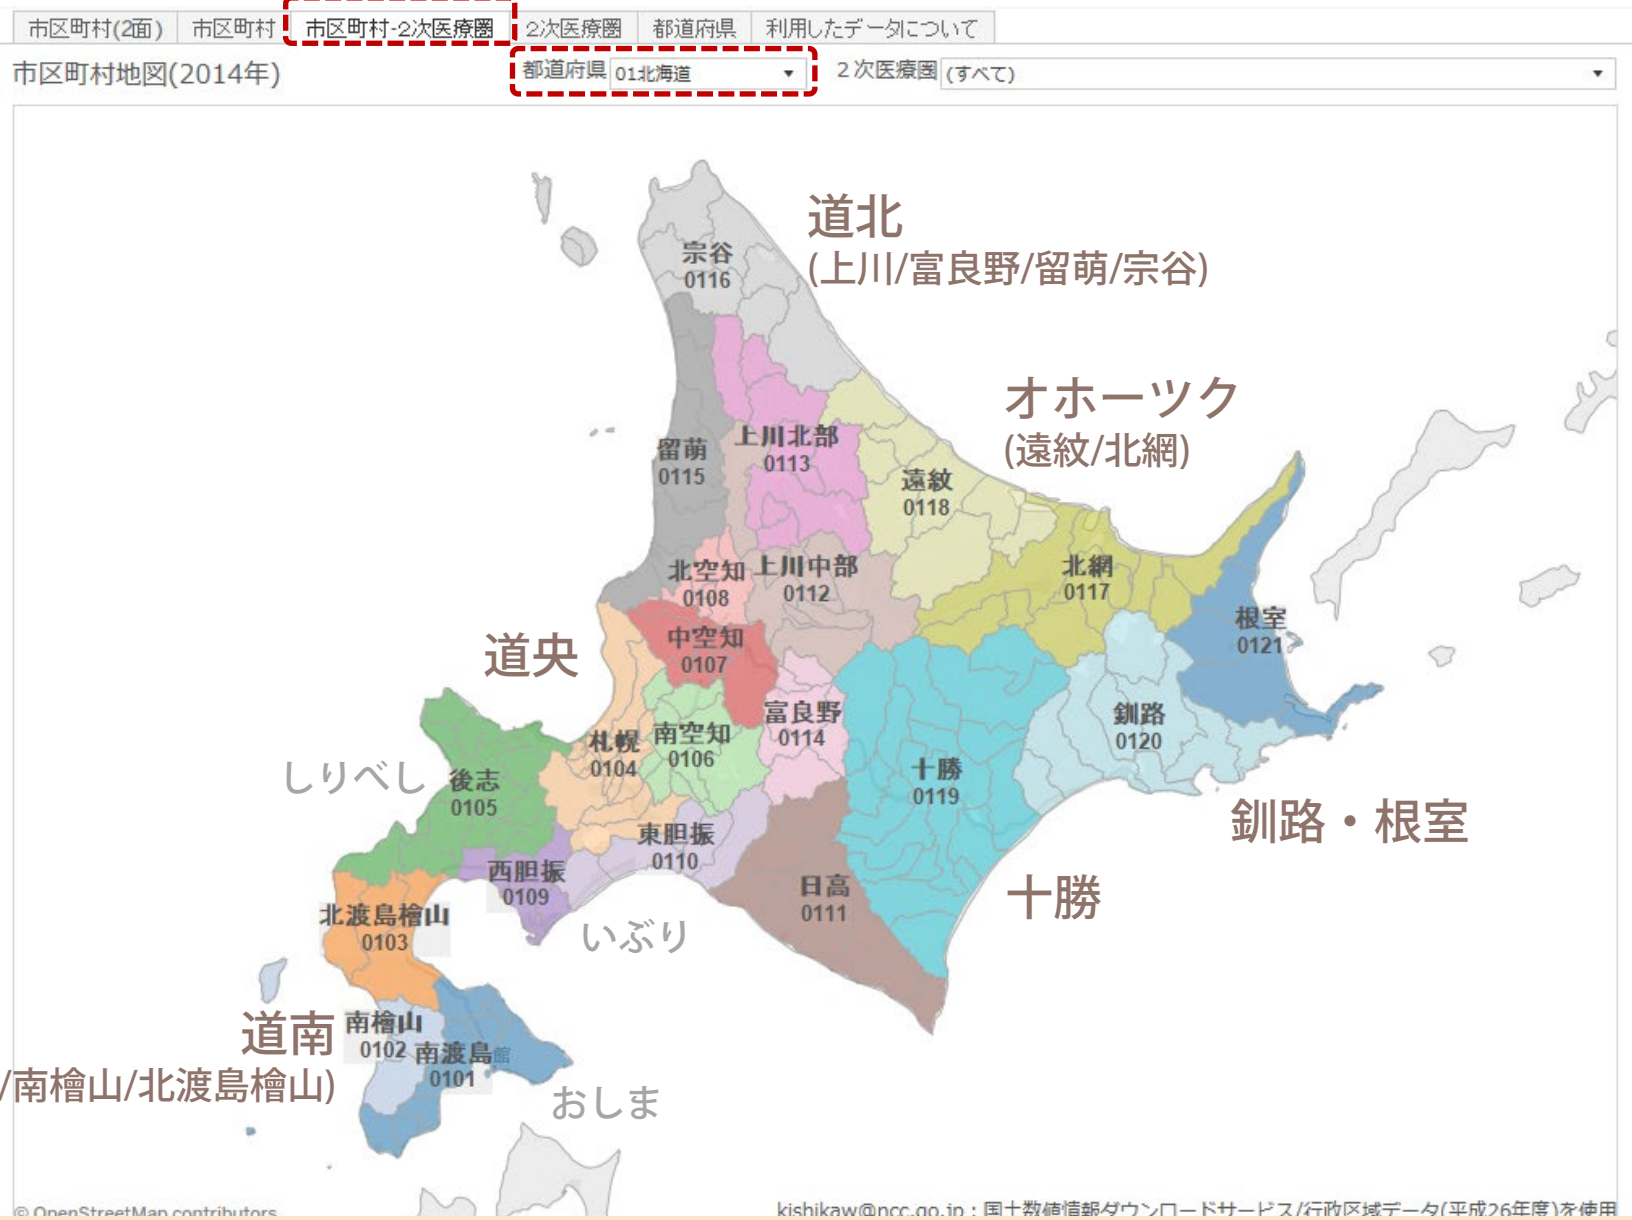 市区町村(2面) 市区町村 市区町村-2次医療圏 2次医療圏 都道府県 利用したデータについて
市区町村地図(2014年) 都道府県 01北海道 2次医療圏 (すべて)
道北
(上川/富良野/留萌/宗谷)
宗谷
0116
オホーツク
(遠紋/北網)
上川北部
0113
留萌
0115
遠紋
0118
北網
0117
北空知
0108
上川中部
0112
根室
0121
道央
中空知
0107
富良野
0114
釧路
0120
札幌
0104
南空知
0106
しりべし
後志
0105
十勝
0119
釧路・根室
東胆振
0110
西胆振
0109
日高
0111
十勝
北渡島檜山
0103
いぶり
道南
/南檜山/北渡島檜山)
南檜山
0102
南渡島
0101
館
おしま
© OpenStreetMap contributors
kishikaw@ncc.go.jp：国土数値情報ダウンロードサービス/行政区域データ(平成26年度)を使用